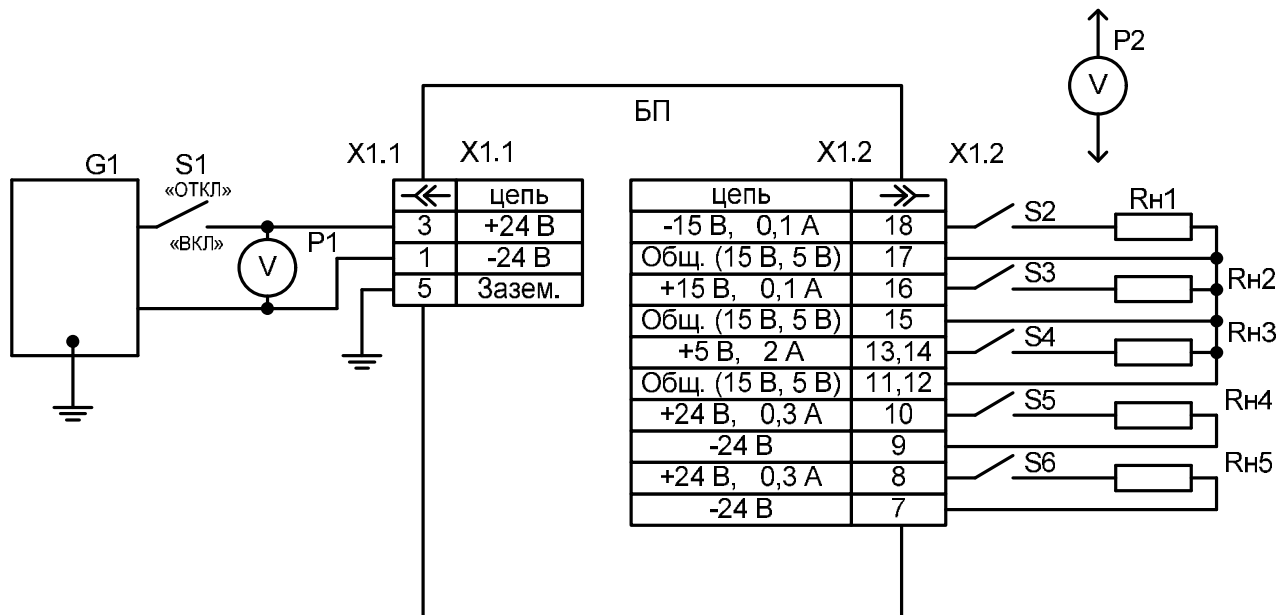 P2
V
БП
G1
S1
«ОТКЛ»
«ВКЛ»
P1
V
X1.1 X1.1
цепь
3 +24 В
1 -24 В
5 Зазем.
X1.2 X1.2
цепь
-15 В, 0,1 А 18 S2 Rн1
Общ. (15 В, 5 В) 17
+15 В, 0,1 А 16 S3 Rн2
Общ. (15 В, 5 В) 15
+5 В, 2 А 13,14 S4 Rн3
Общ. (15 В, 5 В) 11,12
+24 В, 0,3 А 10 S5 Rн4
-24 В 9
+24 В, 0,3 А 8 S6 Rн5
-24 В 7